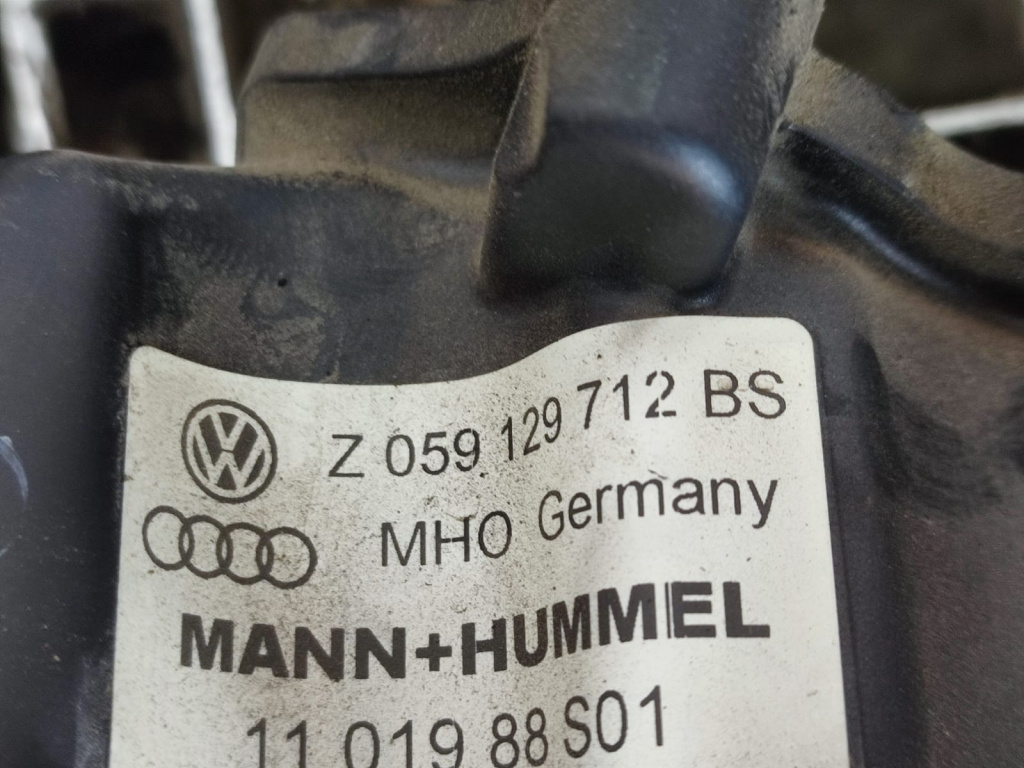 Z 059 129 712 BS
MHO Germany
MANN+HUMMEL
11 019 88 S01